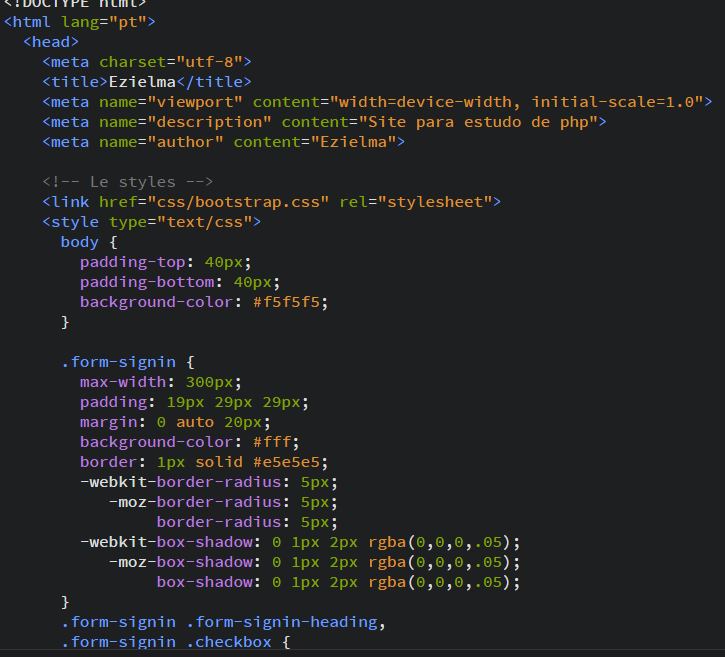 <!DOCTYPE html>
<html lang="pt">
  <head>
    <meta charset="utf-8">
    <title>Ezielma</title>
    <meta name="viewport" content="width=device-width, initial-scale=1.0">
    <meta name="description" content="Site para estudo de php">
    <meta name="author" content="Ezielma">

    <!-- Le styles -->
    <link href="css/bootstrap.css" rel="stylesheet">
    <style type="text/css">
      body {
        padding-top: 40px;
        padding-bottom: 40px;
        background-color: #f5f5f5;
      }

      .form-signin {
        max-width: 300px;
        padding: 19px 29px 29px;
        margin: 0 auto 20px;
        background-color: #fff;
        border: 1px solid #e5e5e5;
        -webkit-border-radius: 5px;
           -moz-border-radius: 5px;
                border-radius: 5px;
        -webkit-box-shadow: 0 1px 2px rgba(0,0,0,.05);
           -moz-box-shadow: 0 1px 2px rgba(0,0,0,.05);
                box-shadow: 0 1px 2px rgba(0,0,0,.05);
      }
      .form-signin .form-signin-heading,
      .form-signin .checkbox {